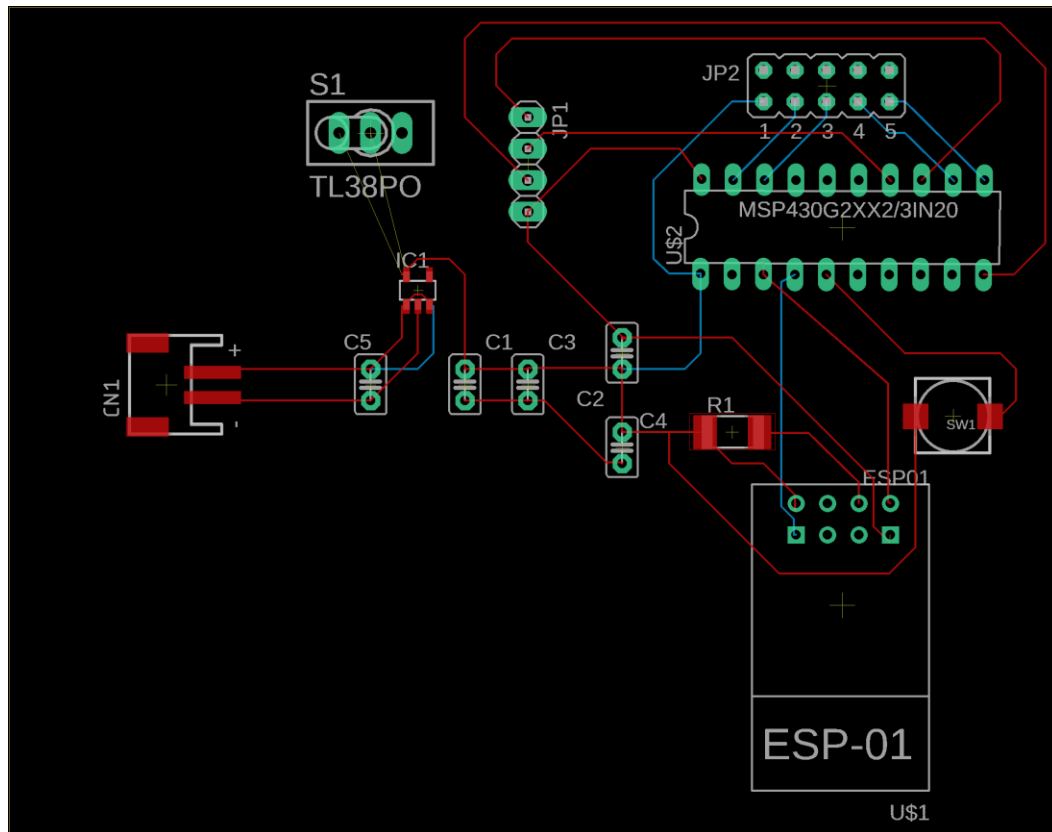 S1
TL38PO
JP1
JP2
1 2 3 4 5
MSP430G2XX2/3IN20
U$2
IC1
CN1
+
-
C5
C1
C3
C2
C4
R1
SW1
ESP01
ESP-01
U$1